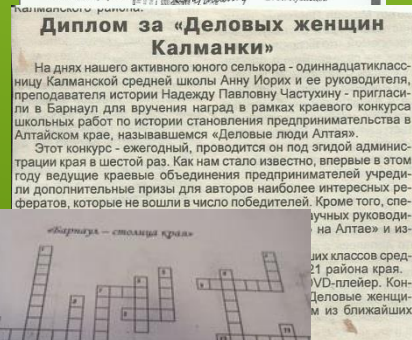 Калманского района.
Диплом за «Деловых женщин
Калманки»
На днях нашего активного юного селькора - одиннадцатикласс-
ницу Калманской средней школы Анну Иорих и ее руководителя,
преподавателя истории Надежду Павловну Частухину - пригласи-
ли в Барнаул для вручения наград в рамках краевого конкурса
школьных работ по истории становления предпринимательства в
Алтайском крае, называвшемся «Деловые люди Алтая».
Этот конкурс - ежегодный, проводится он под эгидой админис-
трации края в шестой раз. Как нам стало известно, впервые в этом
году ведущие краевые объединения предпринимателей учреди-
ли дополнительные призы для авторов наиболее интересных ре-
фератов, которые не вошли в число победителей. Кроме того, спе-
аучных руководи-
на Алтае» и из-
их классов сред-
21 района края.
DVD-плейер. Кон-
Деловые женщи-
м из ближайших
«Барнаул – столица края»